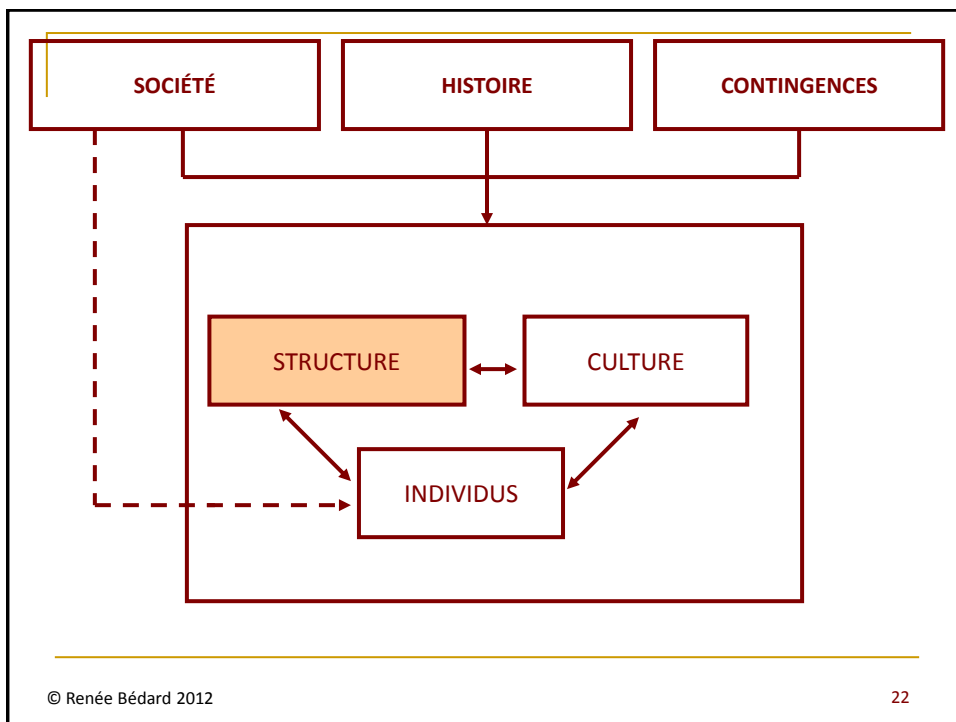 SOCIÉTÉ
HISTOIRE
CONTINGENCES
STRUCTURE
CULTURE
INDIVIDUS
© Renée Bédard 2012
22